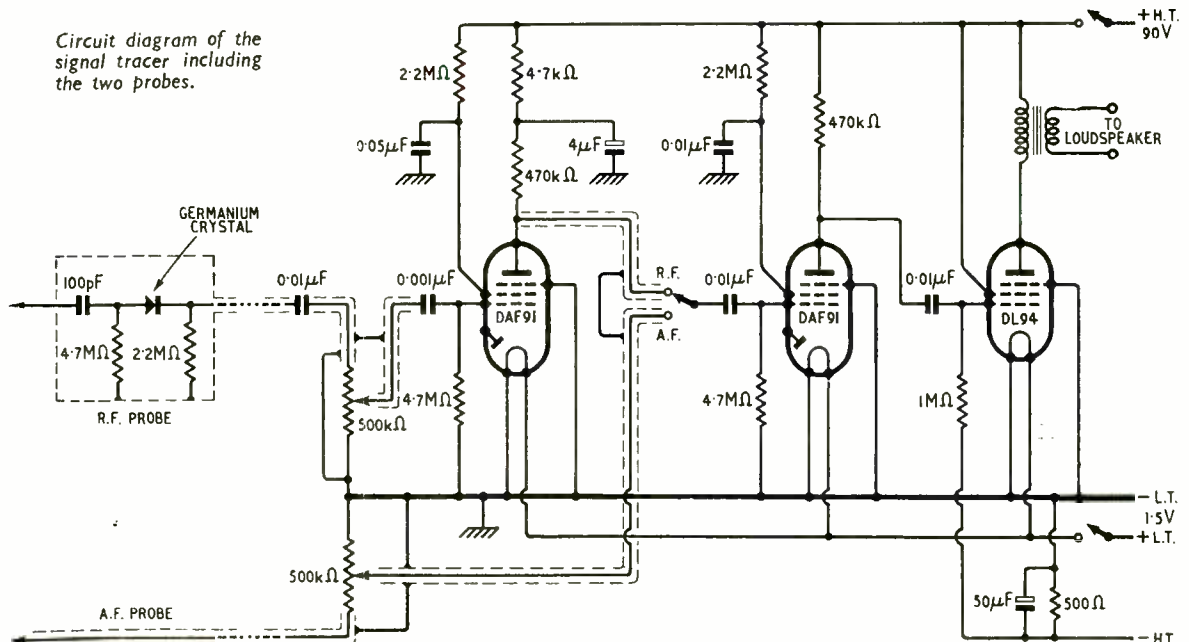 Circuit diagram of the
signal tracer including
the two probes.
+ H.T.
90V
2·2MΩ
4·7kΩ
2·2MΩ
470kΩ
TO
LOUDSPEAKER
0·05μF
4μF
0·01μF
470kΩ
GERMANIUM
CRYSTAL
100pF
0·01μF
0·001μF
R.F.
0·01μF
0·01μF
DAF91
DAF91
DL94
A.F.
4·7MΩ
2·2MΩ
R.F. PROBE
500kΩ
4·7MΩ
4·7MΩ
1MΩ
- L.T.
1·5V
+ L.T.
500kΩ
50μF
500Ω
A.F. PROBE
- H.T.